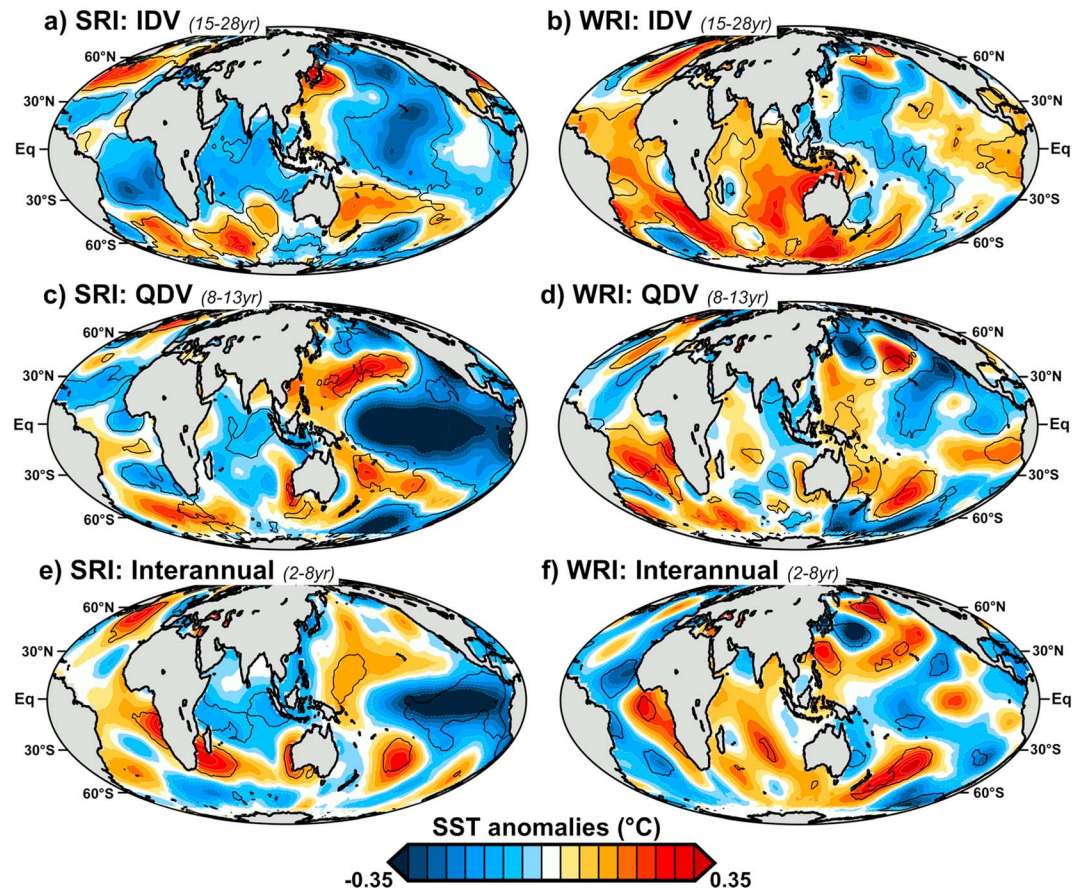 a) SRI: IDV (15-28yr)
b) WRI: IDV (15-28yr)
60°N
30°N
Eq
30°S
60°S
60°N
30°N
Eq
30°S
60°S
c) SRI: QDV (8-13yr)
d) WRI: QDV (8-13yr)
60°N
30°N
Eq
30°S
60°S
60°N
30°N
Eq
30°S
60°S
e) SRI: Interannual (2-8yr)
f) WRI: Interannual (2-8yr)
60°N
30°N
Eq
30°S
60°S
60°N
30°N
Eq
30°S
60°S
SST anomalies (°C)
-0.35 0.35